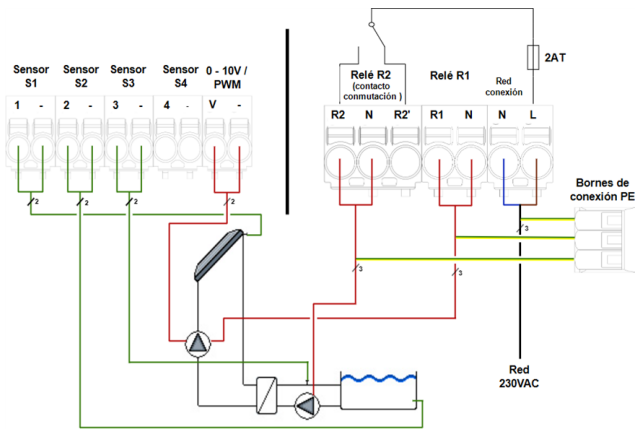 Sensor S1
Sensor S2
Sensor S3
Sensor S4
0 - 10V / PWM
1 - 2 - 3 - 4 - V -
2 2 2 2
Relé R2
(contacto
conmutación )
Relé R1
Red
conexión
2AT
R2 N R2' R1 N N L
Bornes de
conexión PE
3
3 3
Red
230VAC